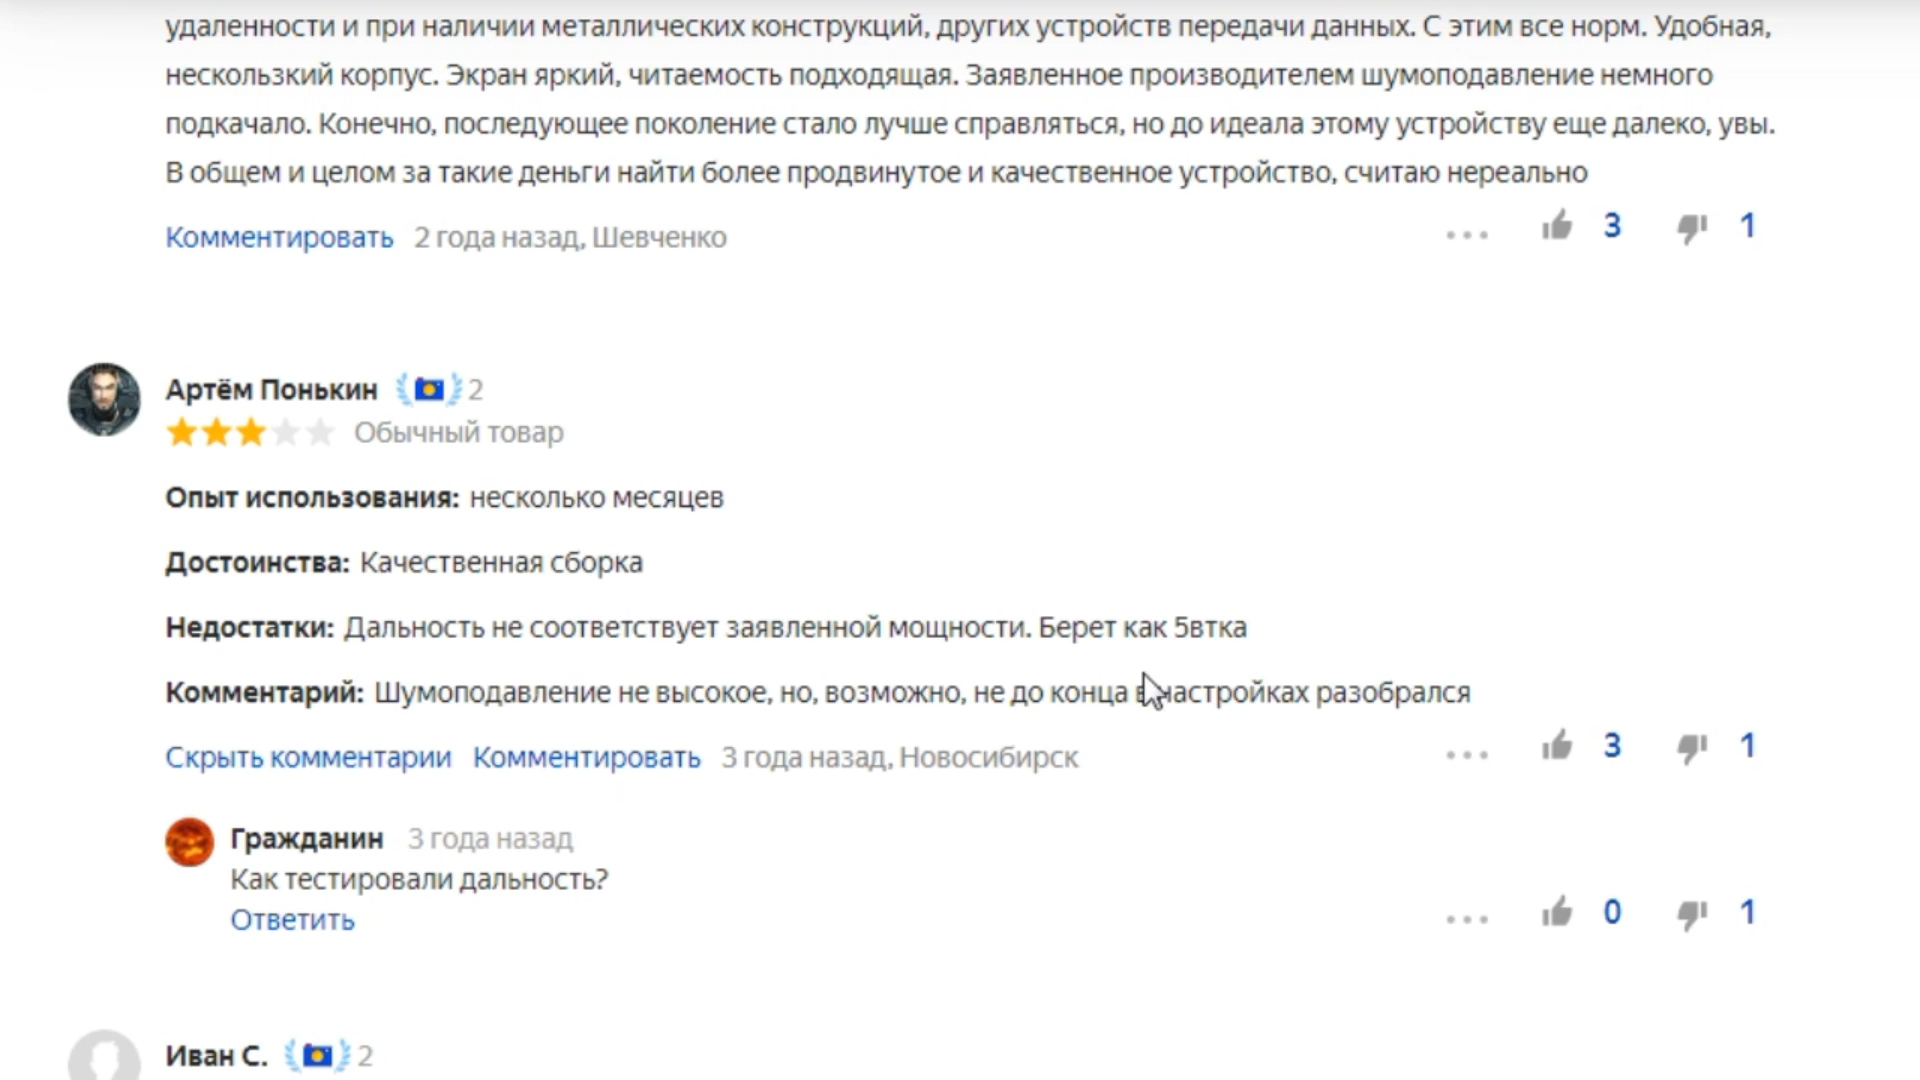 удаленности и при наличии металлических конструкций, других устройств передачи данных. С этим все норм. Удобная,
нескользкий корпус. Экран яркий, читаемость подходящая. Заявленное производителем шумоподавление немного
подкачало. Конечно, последующее поколение стало лучше справляться, но до идеала этому устройству еще далеко, увы.
В общем и целом за такие деньги найти более продвинутое и качественное устройство, считаю нереально
Комментировать 2 года назад, Шевченко ... 3 1
Артём Понькин 2
Обычный товар
Опыт использования: несколько месяцев
Достоинства: Качественная сборка
Недостатки: Дальность не соответствует заявленной мощности. Берет как 5втка
Комментарий: Шумоподавление не высокое, но, возможно, не до конца в настройках разобрался
Скрыть комментарии Комментировать 3 года назад, Новосибирск ... 3 1
Гражданин 3 года назад
Как тестировали дальность?
Ответить ... 0 1
Иван С. 2